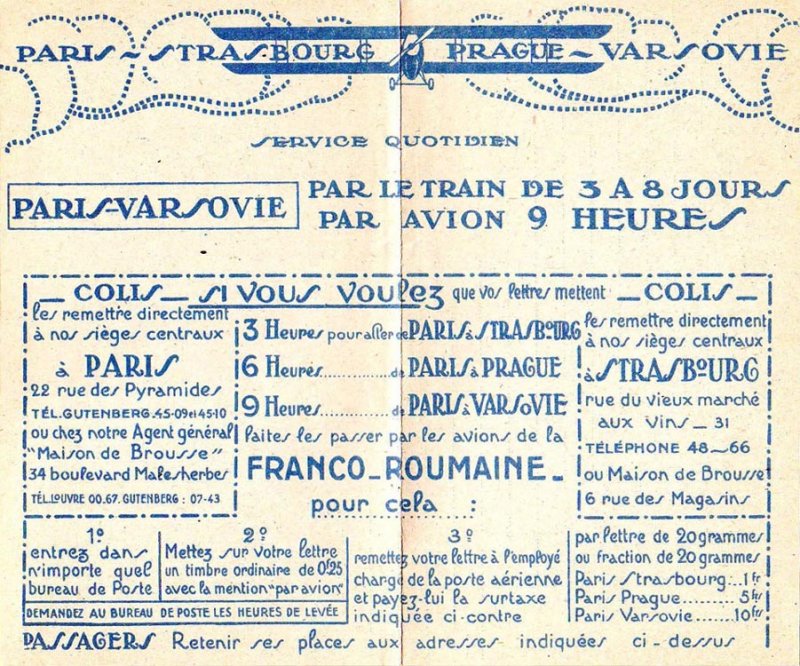 PARIS ~ STRASBOURG PRAGUE ~ VARSOVIE
SERVICE QUOTIDIEN
PARIS-VARSOVIE
PAR LE TRAIN DE 3 A 8 JOURS
PAR AVION 9 HEURES
_ COLIS _
les remettre directement
à nos sièges centraux
à PARIS
22 rue des Pyramides
TÉL. GUTENBERG. 45-09 et 45-10
ou chez notre Agent général
"Maison de Brousse"
34 boulevard Malesherbes
TÉL. LOUVRE 00.67. GUTENBERG : 07-43
SI VOUS VOULEZ que vos lettres mettent
3 Heures pour aller de PARIS à STRASBOURG
6 Heures............... de PARIS à PRAGUE
9 Heures............... de PARIS à VARSOVIE
faites les passer par les avions de la
FRANCO_ROUMAINE_
pour cela :
_ COLIS _
les remettre directement
à nos sièges centraux
à STRASBOURG
rue du vieux marché
aux Vins _ 31
TÉLÉPHONE 48-66
ou Maison de Brousse
6 rue des Magasins
1º
entrez dans
n'importe quel
bureau de Poste
2º
Mettez sur votre lettre
un timbre ordinaire de 0f25
avec la mention "par avion"
DEMANDEZ AU BUREAU DE POSTE LES HEURES DE LEVÉE
3º
remettez votre lettre à l'employé
chargé de la poste aérienne
et payez-lui la surtaxe
indiquée ci-contre
par lettre de 20 grammes
ou fraction de 20 grammes
Paris Strasbourg...1 fr
Paris Prague.........5 frs
Paris Varsovie.......10 frs
PASSAGERS Retenir ses places aux adresses indiquées ci-dessus